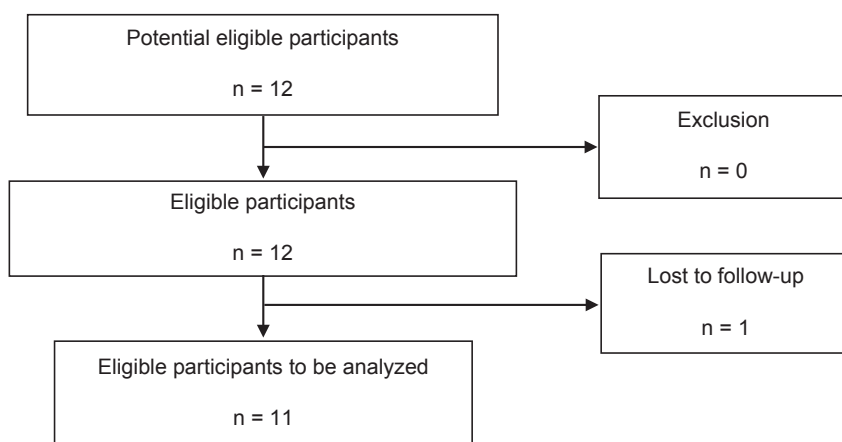 Potential eligible participants
n = 12
Exclusion
n = 0
Eligible participants
n = 12
Lost to follow-up
n = 1
Eligible participants to be analyzed
n = 11